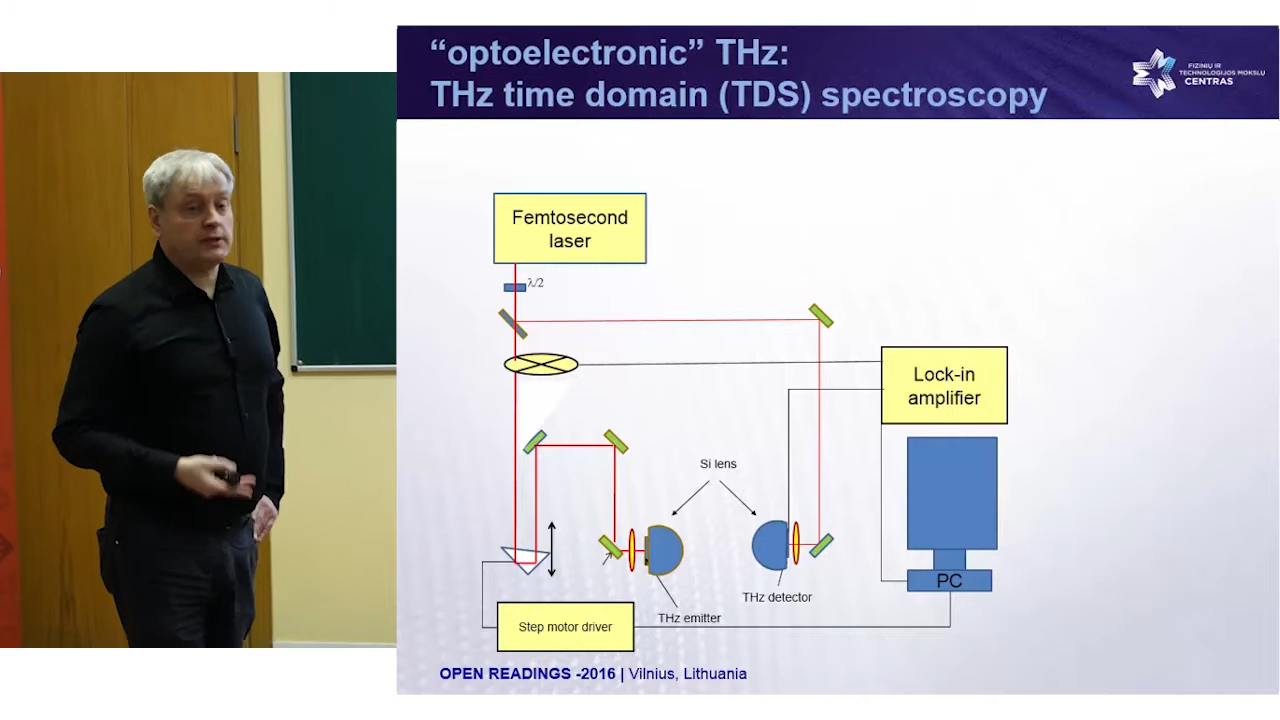 “optoelectronic” THz:
THz time domain (TDS) spectroscopy
FIZINIŲ IR
TECHNOLOGIJOS MOKSLŲ
CENTRAS
Femtosecond
laser
λ/2
Lock-in
amplifier
Si lens
PC
THz detector
THz emitter
Step motor driver
OPEN READINGS -2016 | Vilnius, Lithuania